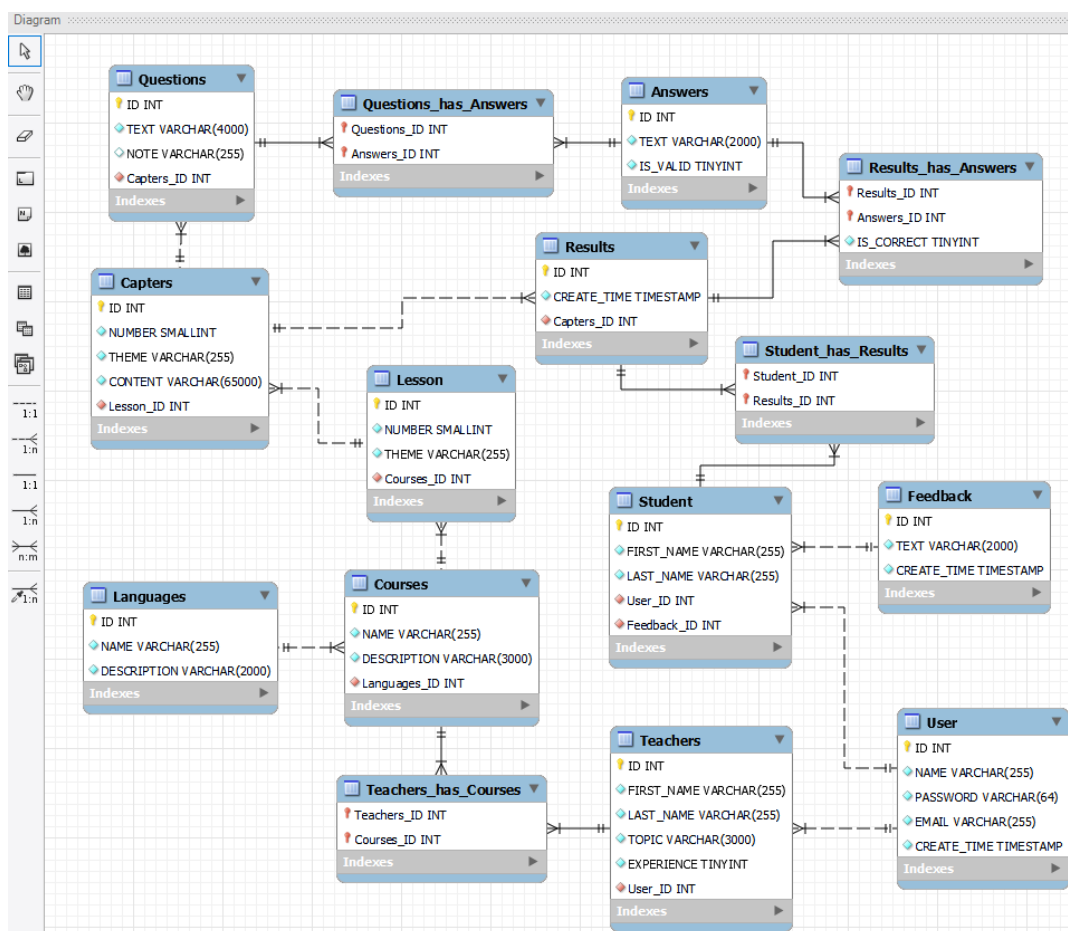 Diagram
Questions
ID INT
TEXT VARCHAR(4000)
NOTE VARCHAR(255)
Capters_ID INT
Indexes
Questions_has_Answers
Questions_ID INT
Answers_ID INT
Indexes
Answers
ID INT
TEXT VARCHAR(2000)
IS_VALID TINYINT
Indexes
Results_has_Answers
Results_ID INT
Answers_ID INT
IS_CORRECT TINYINT
Indexes
Capters
ID INT
NUMBER SMALLINT
THEME VARCHAR(255)
CONTENT VARCHAR(65000)
Lesson_ID INT
Indexes
Results
ID INT
CREATE_TIME TIMESTAMP
Capters_ID INT
Indexes
Lesson
ID INT
NUMBER SMALLINT
THEME VARCHAR(255)
Courses_ID INT
Indexes
Student_has_Results
Student_ID INT
Results_ID INT
Indexes
Student
ID INT
FIRST_NAME VARCHAR(255)
LAST_NAME VARCHAR(255)
User_ID INT
Feedback_ID INT
Indexes
Feedback
ID INT
TEXT VARCHAR(2000)
CREATE_TIME TIMESTAMP
Indexes
Languages
ID INT
NAME VARCHAR(255)
DESCRIPTION VARCHAR(2000)
Indexes
Courses
ID INT
NAME VARCHAR(255)
DESCRIPTION VARCHAR(3000)
Languages_ID INT
Indexes
Teachers_has_Courses
Teachers_ID INT
Courses_ID INT
Indexes
Teachers
ID INT
FIRST_NAME VARCHAR(255)
LAST_NAME VARCHAR(255)
TOPIC VARCHAR(3000)
EXPERIENCE TINYINT
User_ID INT
Indexes
User
ID INT
NAME VARCHAR(255)
PASSWORD VARCHAR(64)
EMAIL VARCHAR(255)
CREATE_TIME TIMESTAMP
Indexes
1:1
1:n
1:1
1:n
n:m
1:n